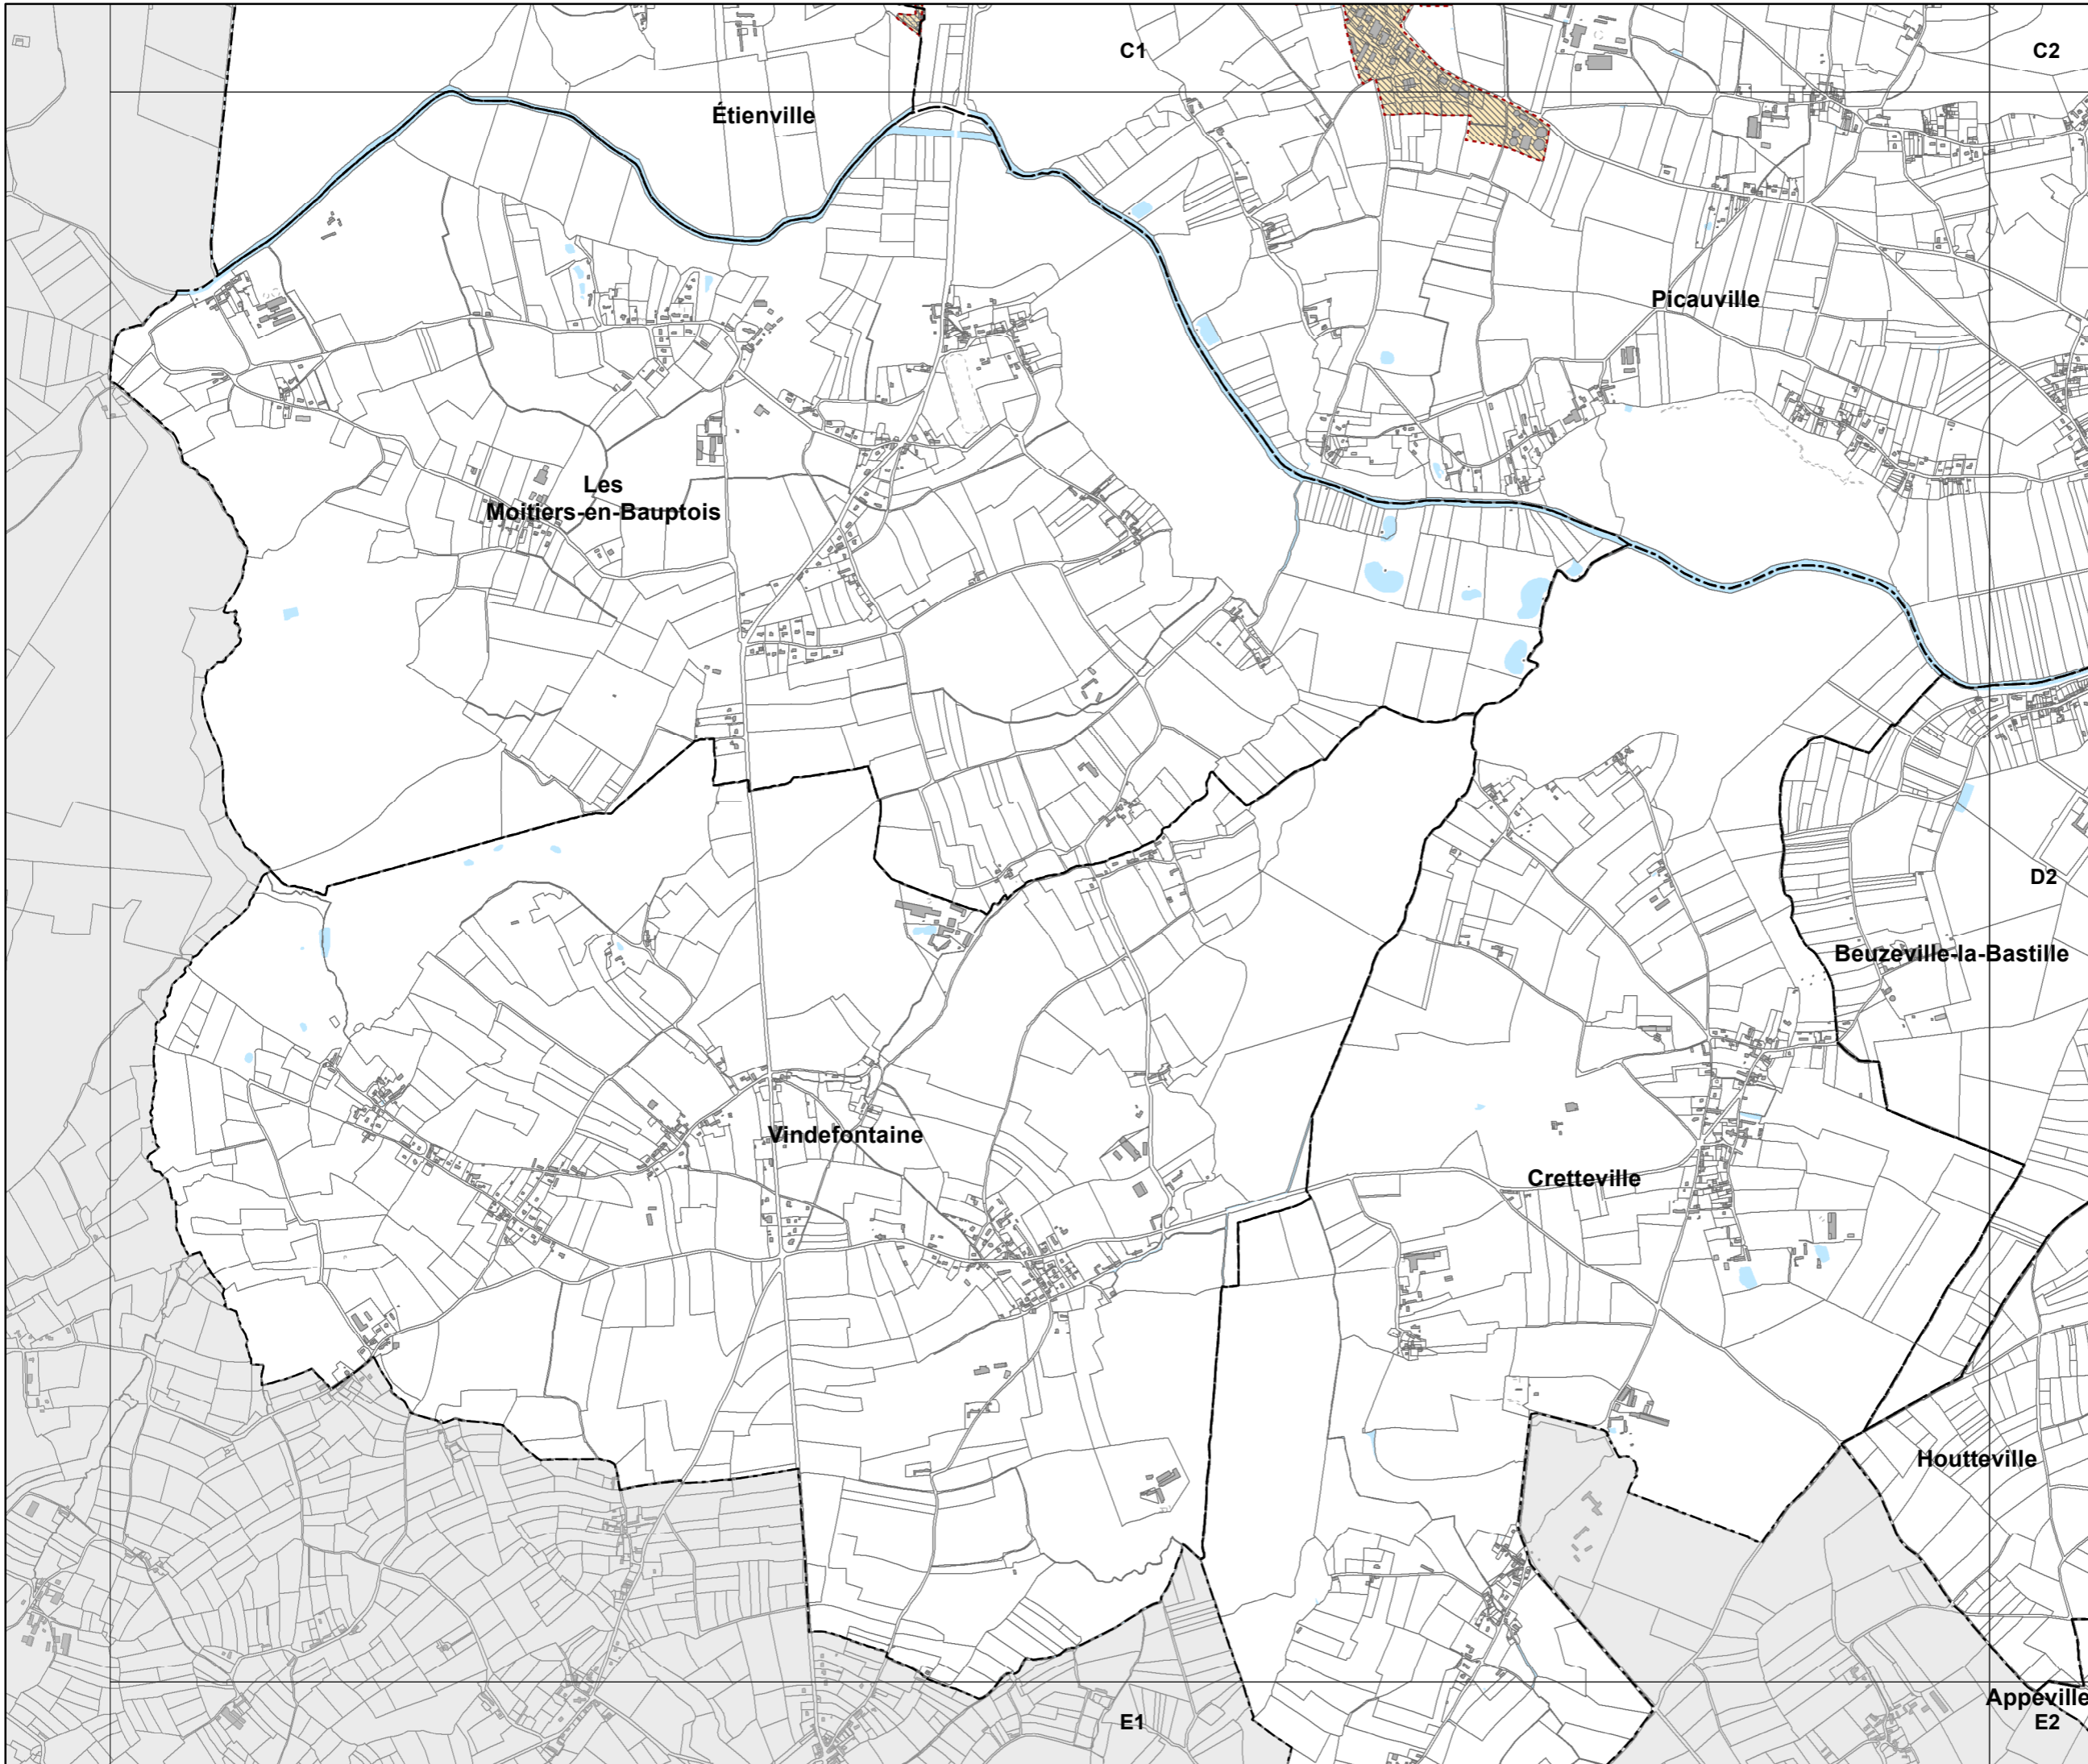 C1
C2
Étienville
Picauville
Les
Moitiers-en-Bauptois
D2
Beuzeville-la-Bastille
Vindefontaine
Cretteville
Houtteville
Appeville
E1
E2